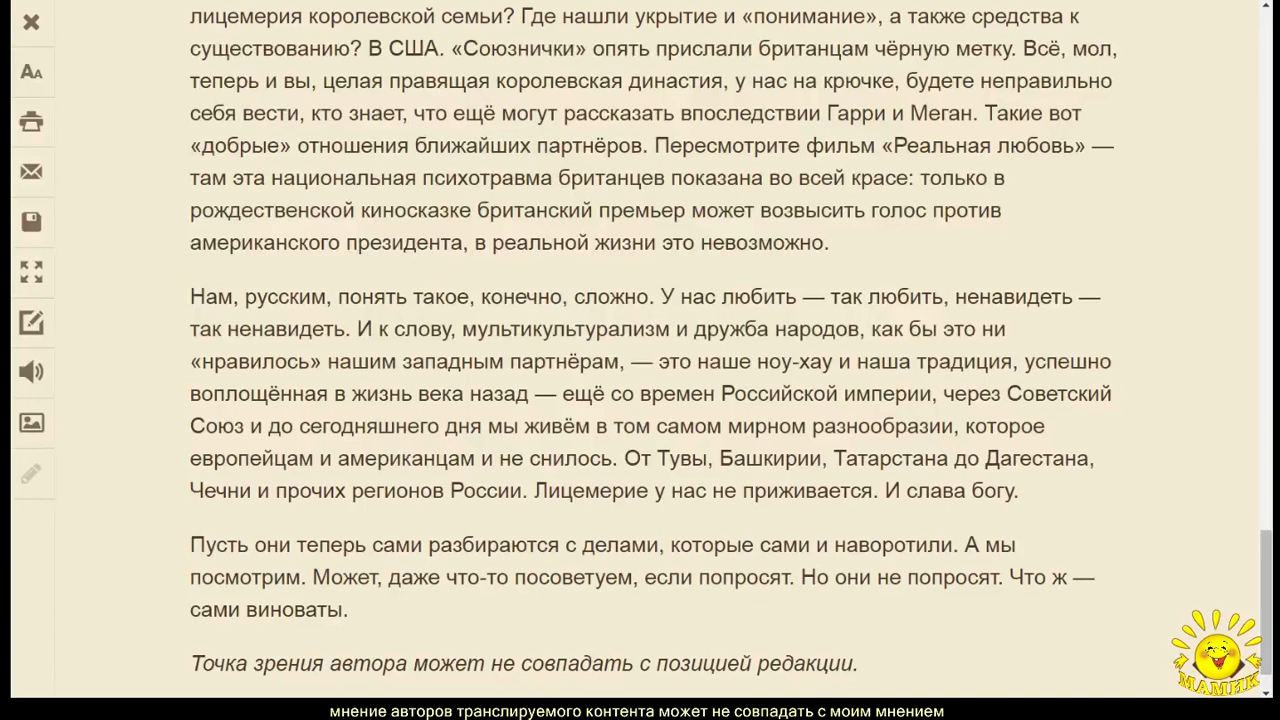 лицемерия королевской семьи? Где нашли укрытие и «понимание», а также средства к
существованию? В США. «Союзнички» опять прислали британцам чёрную метку. Всё, мол,
теперь и вы, целая правящая королевская династия, у нас на крючке, будете неправильно
себя вести, кто знает, что ещё могут рассказать впоследствии Гарри и Меган. Такие вот
«добрые» отношения ближайших партнёров. Пересмотрите фильм «Реальная любовь» —
там эта национальная психотравма британцев показана во всей красе: только в
рождественской киносказке британский премьер может возвысить голос против
американского президента, в реальной жизни это невозможно.
Нам, русским, понять такое, конечно, сложно. У нас любить — так любить, ненавидеть —
так ненавидеть. И к слову, мультикультурализм и дружба народов, как бы это ни
«нравилось» нашим западным партнёрам, — это наше ноу-хау и наша традиция, успешно
воплощённая в жизнь века назад — ещё со времен Российской империи, через Советский
Союз и до сегодняшнего дня мы живём в том самом мирном разнообразии, которое
европейцам и американцам и не снилось. От Тувы, Башкирии, Татарстана до Дагестана,
Чечни и прочих регионов России. Лицемерие у нас не приживается. И слава богу.
Пусть они теперь сами разбираются с делами, которые сами и наворотили. А мы
посмотрим. Может, даже что-то посоветуем, если попросят. Но они не попросят. Что ж —
сами виноваты.
Точка зрения автора может не совпадать с позицией редакции.
МАМИК
мнение авторов транслируемого контента может не совпадать с моим мнением